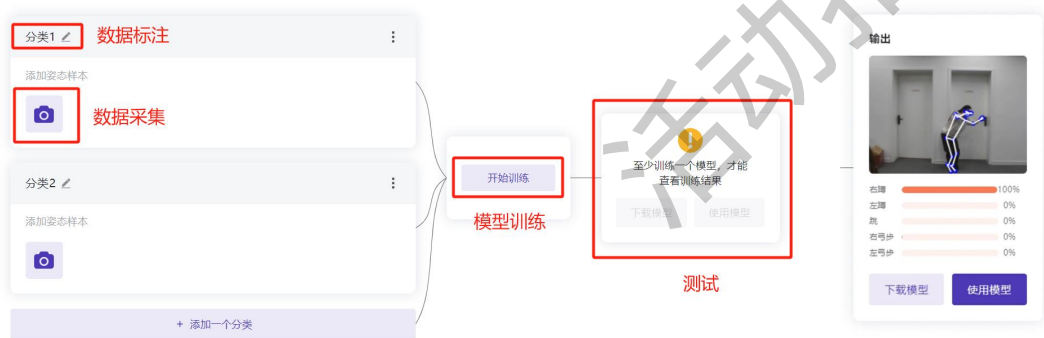 分类1
数据标注
添加姿态样本
数据采集
分类2
添加姿态样本
+ 添加一个分类
开始训练
模型训练
至少训练一个模型，才能
查看训练结果
下载模型
使用模型
测试
输出
右蹲 100%
左蹲 0%
跳 0%
右弓步 0%
左弓步 0%
下载模型
使用模型
活动